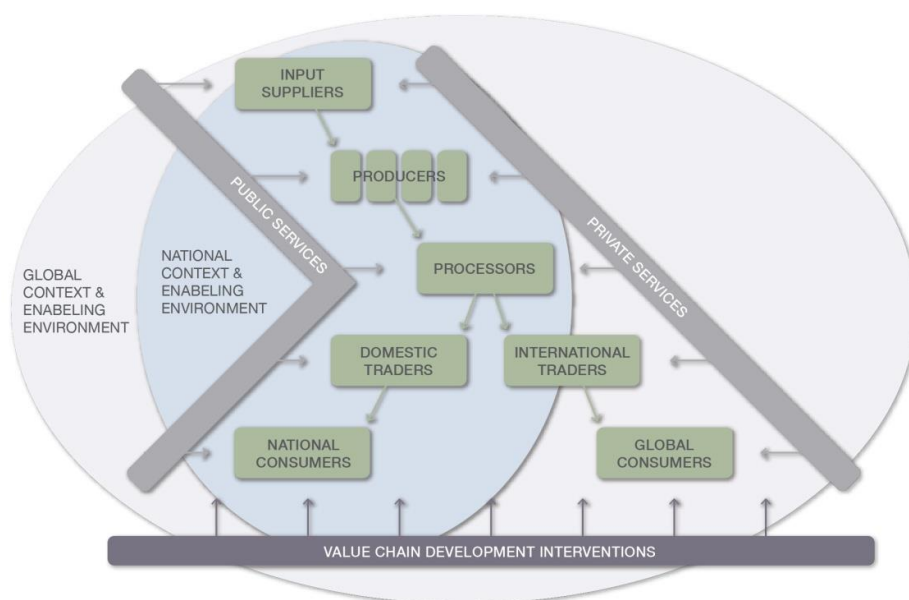 INPUT
SUPPLIERS
PRODUCERS
PUBLIC SERVICES
PRIVATE SERVICES
GLOBAL
CONTEXT &
ENABELING
ENVIRONMENT
NATIONAL
CONTEXT &
ENABELING
ENVIRONMENT
PROCESSORS
DOMESTIC
TRADERS
INTERNATIONAL
TRADERS
NATIONAL
CONSUMERS
GLOBAL
CONSUMERS
VALUE CHAIN DEVELOPMENT INTERVENTIONS